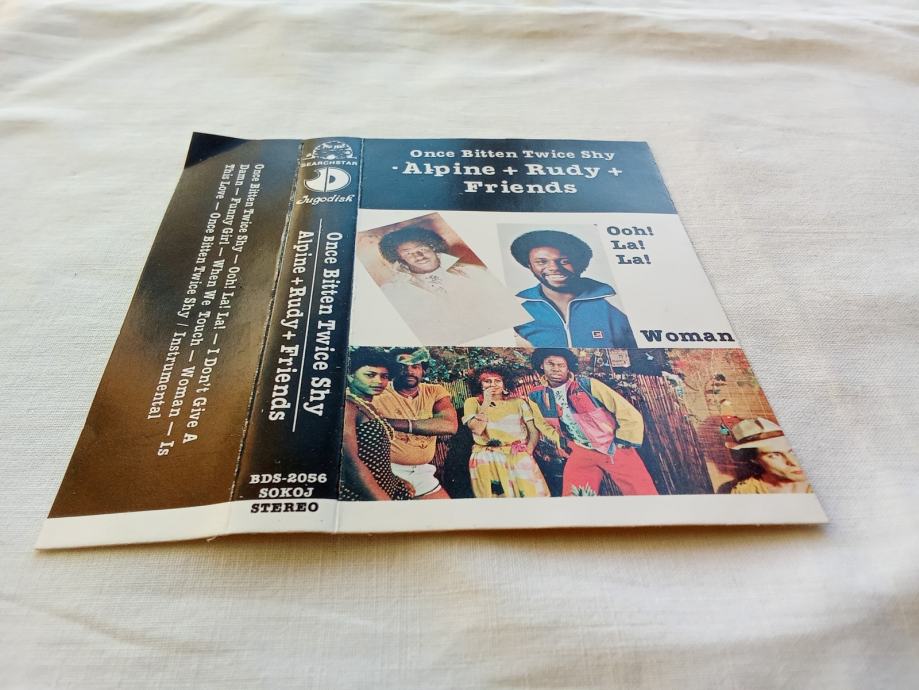 Once Bitten Twice Shy
Alpine + Rudy +
Friends
Ooh!
La!
La!
Woman
SEARCHSTAR
Jugodisk
Once Bitten Twice Shy
Alpine + Rudy + Friends
BDS-2056
SOKOJ
STEREO
Once Bitten Twice Shy — Ooh! La! La! — I Don't Give A
Damn — Funny Girl — When We Touch — Woman — Is
This Love — Once Bitten Twice Shy / Instrumental